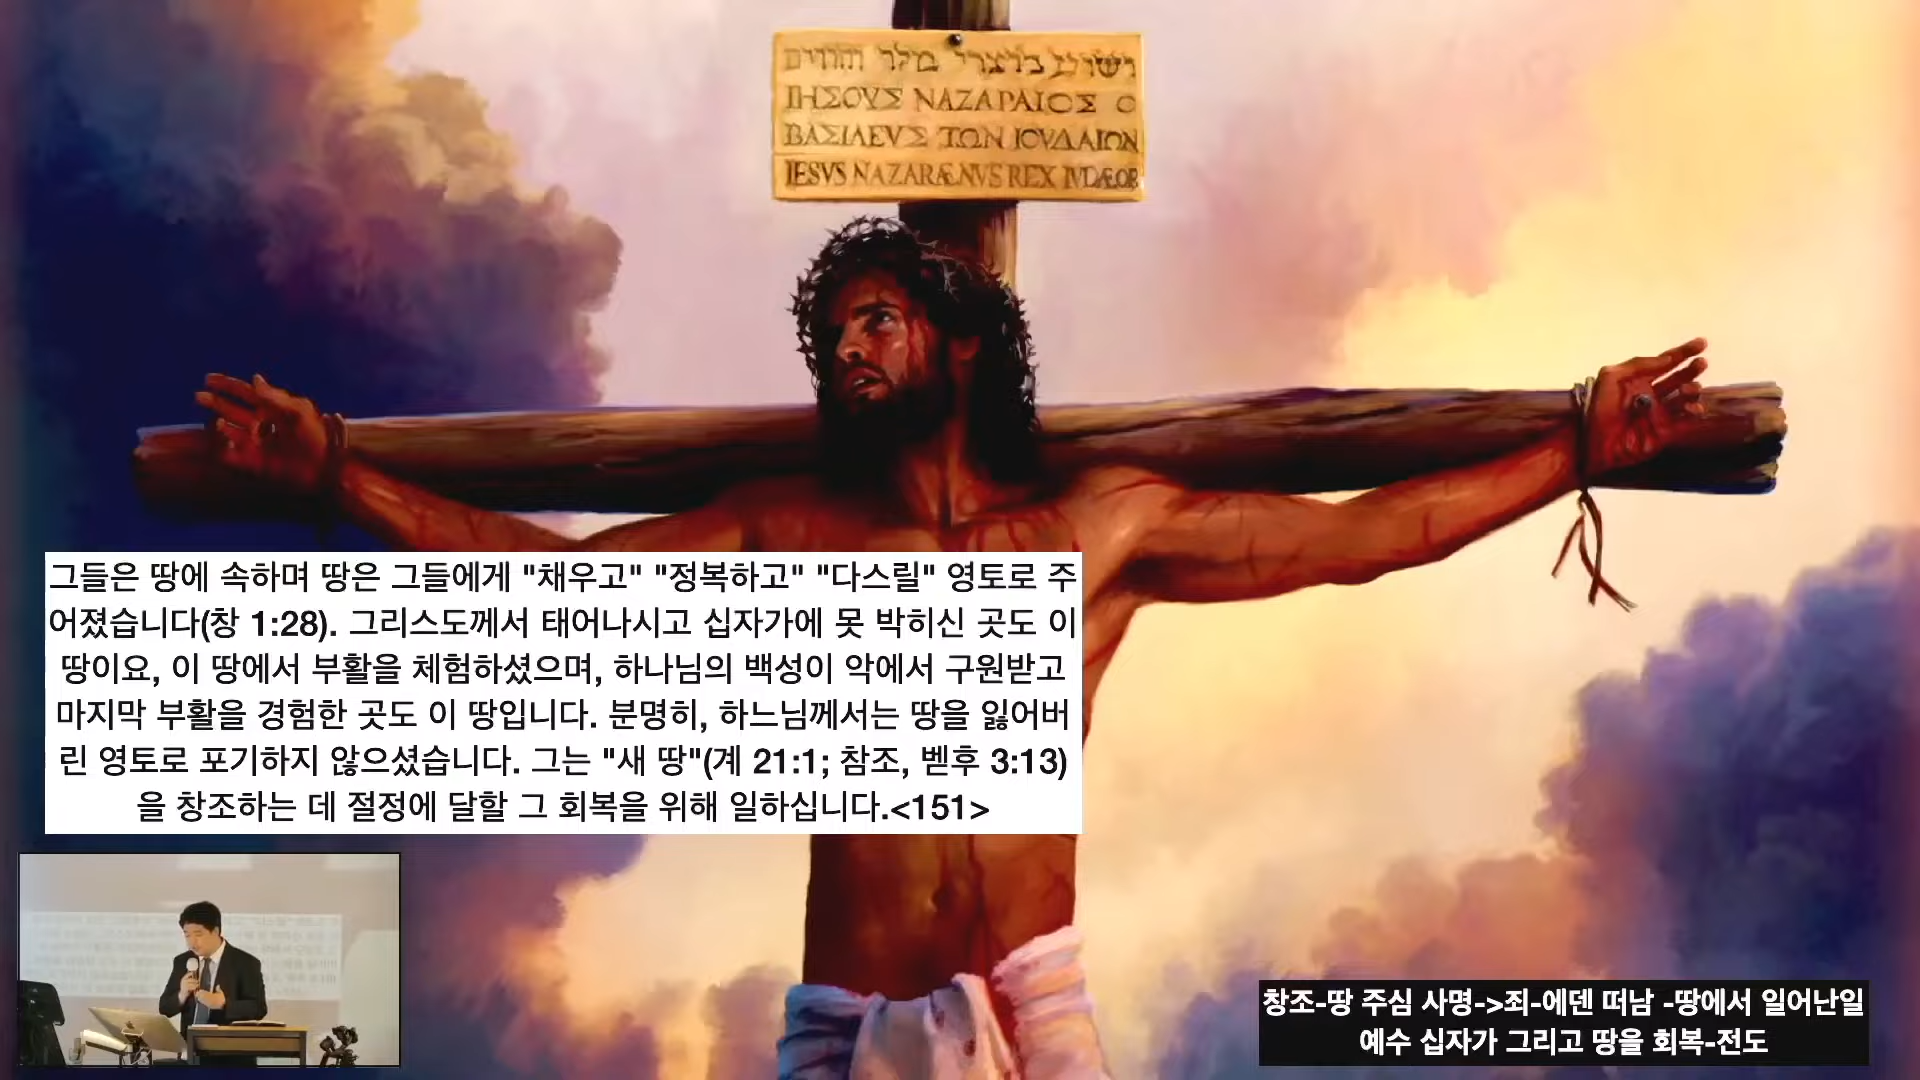 ΙΗΣΟΥΣ ΝΑΖΑΡΑΙΟΣ Ο
ΒΑΣΙΛΕΥΣ ΤΩΝ ΙΟΥΔΑΙΩΝ
IESVS NAZARÆNVS REX IVDÆOR
그들은 땅에 속하며 땅은 그들에게 "채우고" "정복하고" "다스릴" 영토로 주
어졌습니다(창 1:28). 그리스도께서 태어나시고 십자가에 못 박히신 곳도 이
땅이요, 이 땅에서 부활을 체험하셨으며, 하나님의 백성이 악에서 구원받고
마지막 부활을 경험한 곳도 이 땅입니다. 분명히, 하느님께서는 땅을 잃어버
린 영토로 포기하지 않으셨습니다. 그는 "새 땅"(계 21:1; 참조, 벧후 3:13)
을 창조하는 데 절정에 달할 그 회복을 위해 일하십니다.<151>
창조-땅 주심 사명->죄-에덴 떠남 -땅에서 일어난일
예수 십자가 그리고 땅을 회복-전도